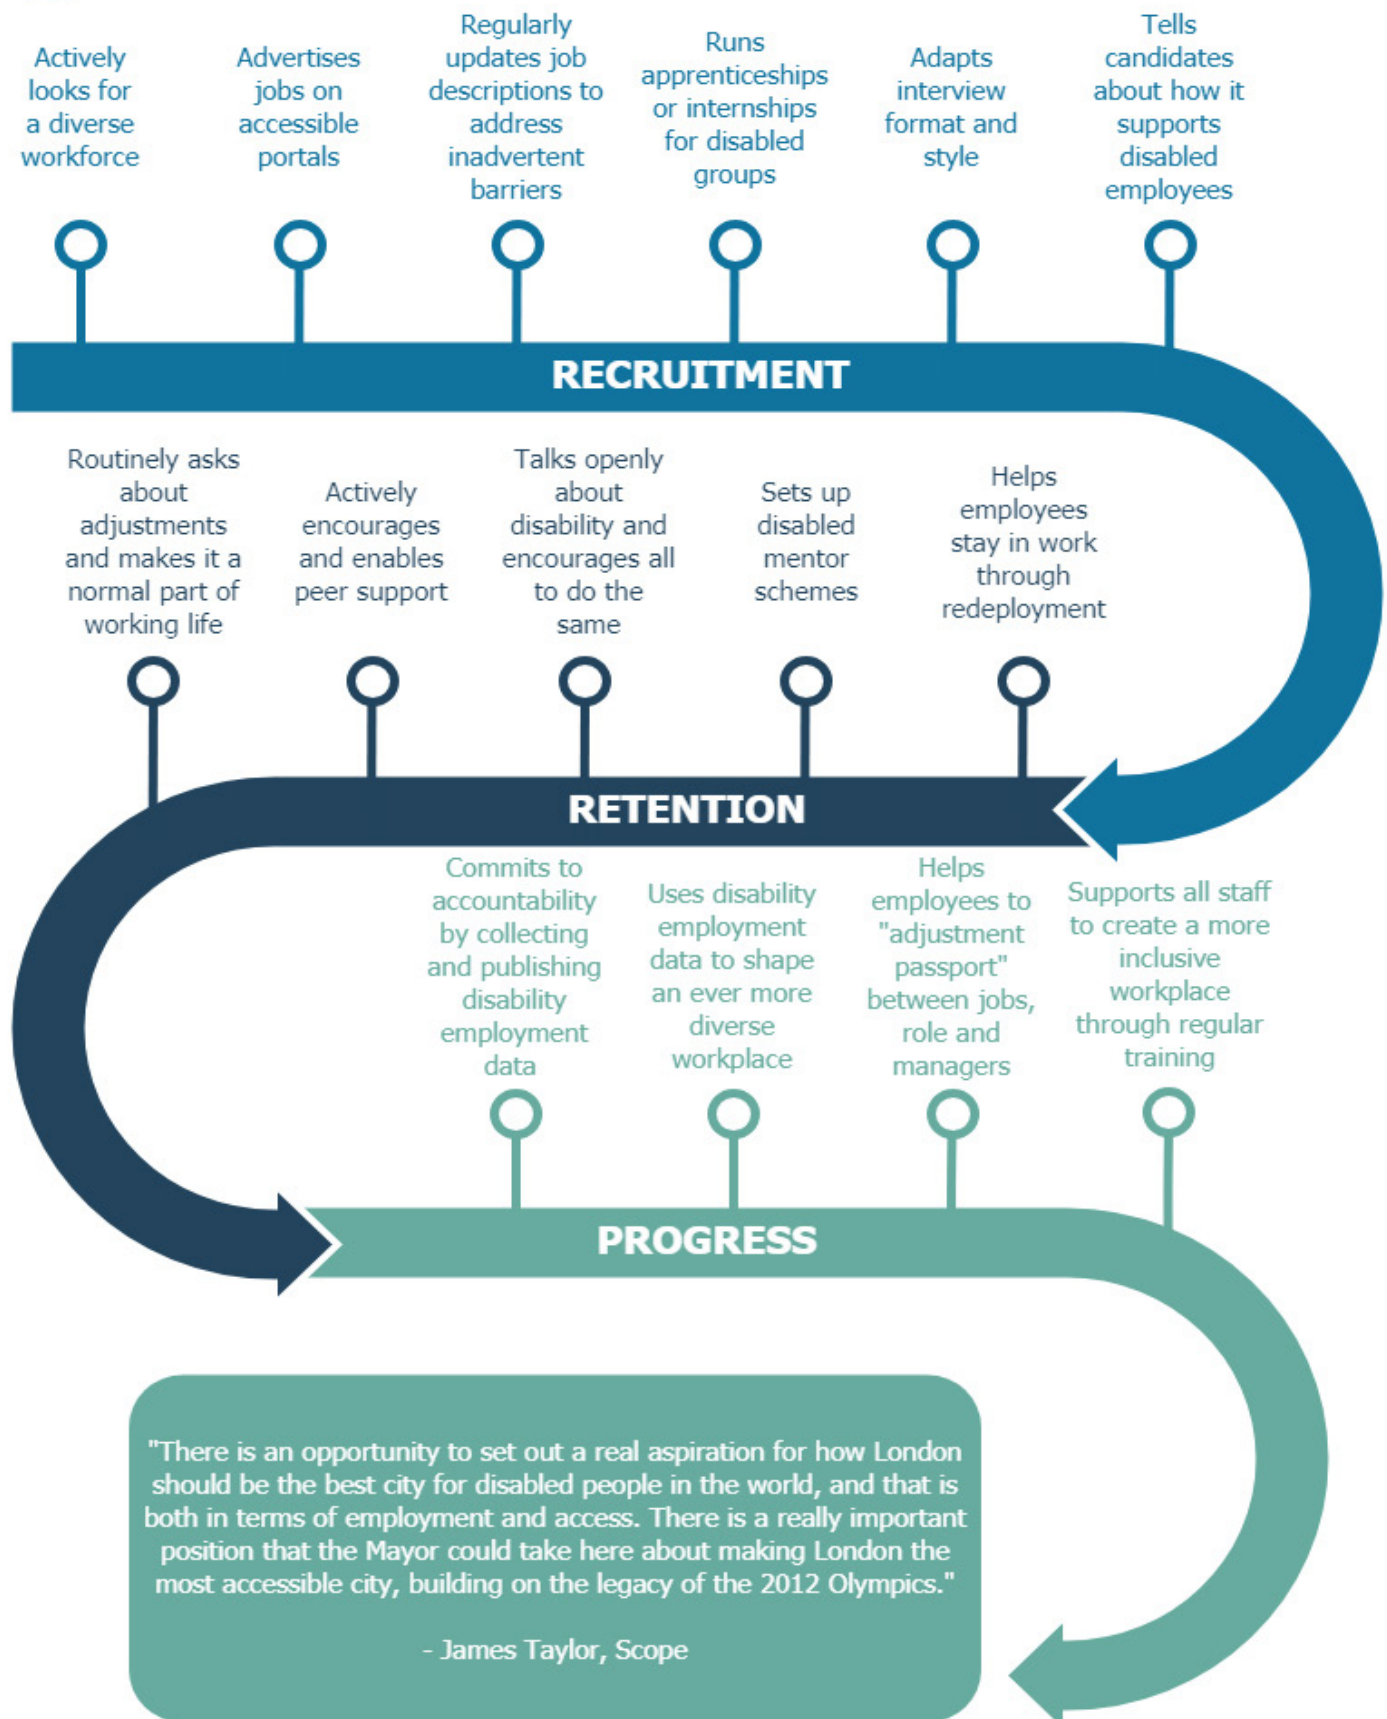 Actively
looks for
a diverse
workforce
Advertises
jobs on
accessible
portals
Regularly
updates job
descriptions to
address
inadvertent
barriers
Runs
apprenticeships
or internships
for disabled
groups
Adapts
interview
format and
style
Tells
candidates
about how it
supports
disabled
employees
RECRUITMENT
Routinely asks
about
adjustments
and makes it a
normal part of
working life
Actively
encourages
and enables
peer support
Talks openly
about
disability and
encourages all
to do the
same
Sets up
disabled
mentor
schemes
Helps
employees
stay in work
through
redeployment
RETENTION
Commits to
accountability
by collecting
and publishing
disability
employment
data
Uses disability
employment
data to shape
an ever more
diverse
workplace
Helps
employees to
"adjustment
passport"
between jobs,
role and
managers
Supports all staff
to create a more
inclusive
workplace
through regular
training
PROGRESS
"There is an opportunity to set out a real aspiration for how London
should be the best city for disabled people in the world, and that is
both in terms of employment and access. There is a really important
position that the Mayor could take here about making London the
most accessible city, building on the legacy of the 2012 Olympics."
- James Taylor, Scope